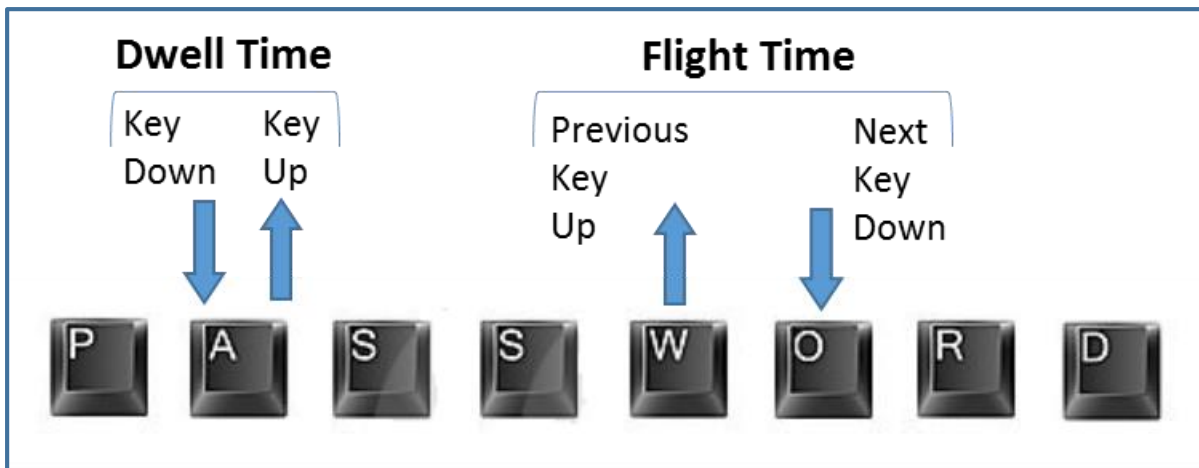 Dwell Time
Flight Time
Key
Down
Key
Up
Previous
Key
Up
Next
Key
Down
P A S S W O R D